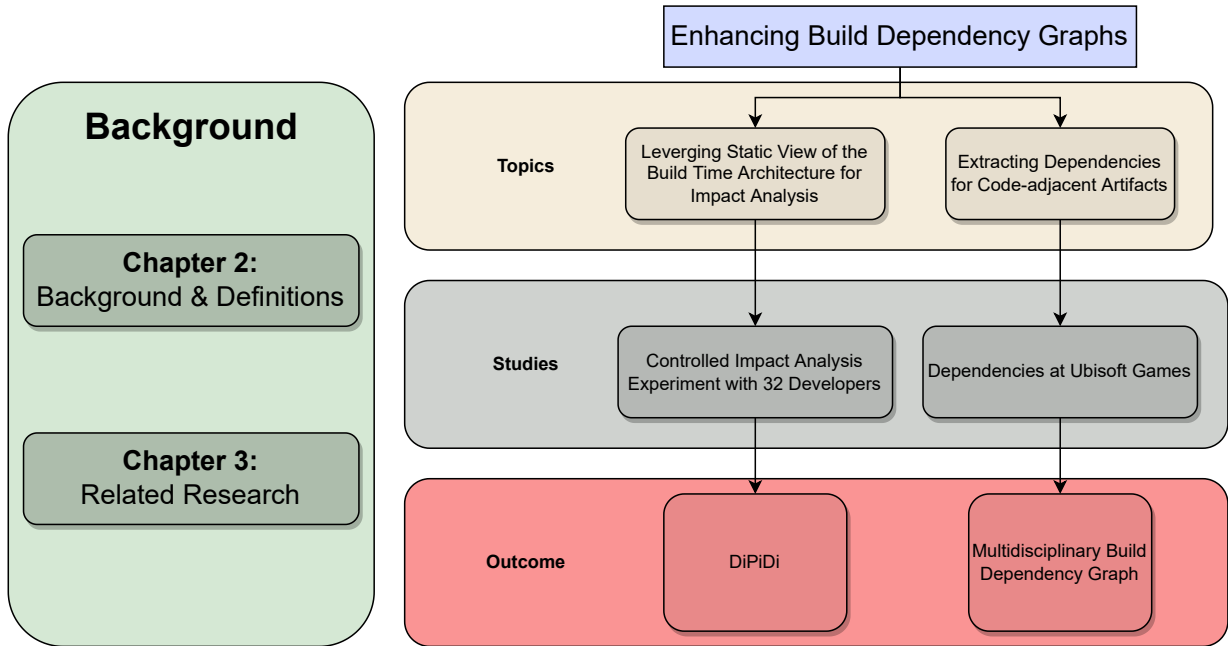 Enhancing Build Dependency Graphs
Background
Chapter 2:
Background & Definitions
Chapter 3:
Related Research
Topics
Leverging Static View of the
Build Time Architecture for
Impact Analysis
Extracting Dependencies
for Code-adjacent Artifacts
Studies
Controlled Impact Analysis
Experiment with 32 Developers
Dependencies at Ubisoft Games
Outcome
DiPiDi
Multidisciplinary Build
Dependency Graph